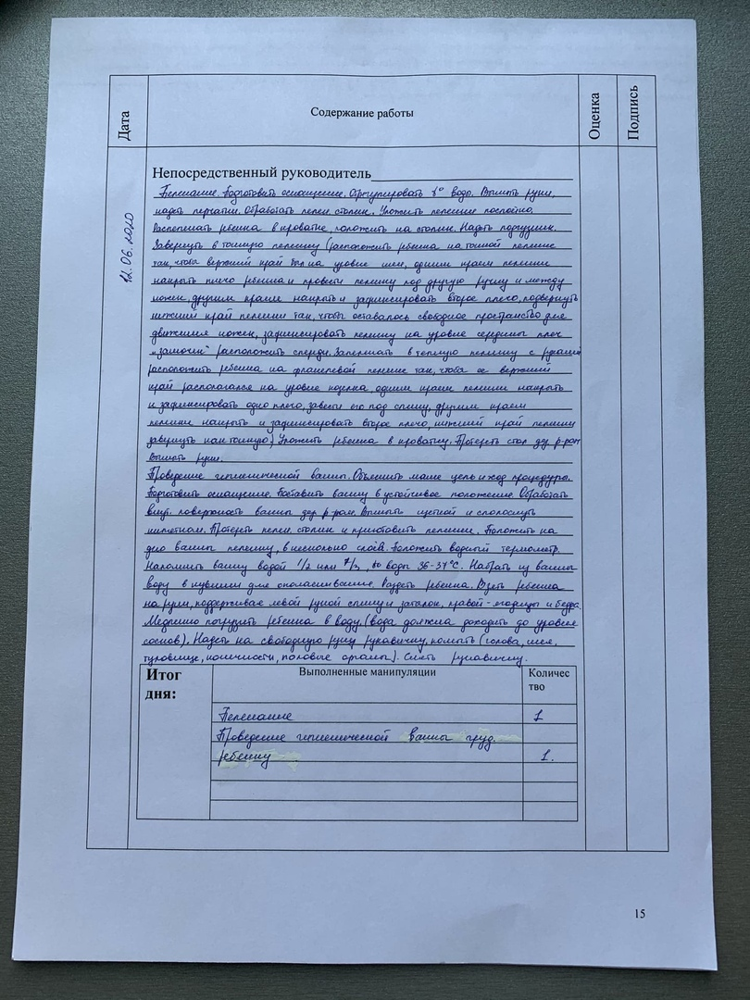 Дата
Содержание работы
Оценка
Подпись
Непосредственный руководитель
12.06.2020
Пеленание. Подготовить оснащение. Отрегулировать t° воды. Вымыть руки,
надеть перчатки. Обработать пелен. столик. Уложить пеленки послойно.
Распеленать ребенка в кроватке, положить на столик. Надеть подгузник.
Завернуть в тонкую пеленку (расположить ребенка на тонкой пеленке
так, чтобы верхний край был на уровне шеи, одним краем пеленки
накрыть плечо ребенка и провести пеленку под другую ручку и между
ножек, другим краем накрыть и зафиксировать второе плечо, подвернуть
нижний край пеленки так, чтобы оставалось свободное пространство для
движения ножек, зафиксировать пеленку на уровне середины плеч
„замочек" расположить спереди. Запеленать в теплую пеленку с руками
расположить ребенка на фланелевой пеленке так, чтобы ее верхний
край располагался на уровне козелка, одним краем пеленки накрыть
и зафиксировать одно плечо, завести его под спину, другим краем
пеленки накрыть и зафиксировать второе плечо, нижний край пеленки
завернуть как тонкую) Уложить ребенка в кроватку. Протереть стол дез. р-ром
Вымыть руки.
Проведение гигиенической ванны. Объяснить маме цель и ход процедуры.
Подготовить оснащение. Поставить ванну в устойчивое положение. Обработать
внут. поверхность ванны дез р-ром. Вымыть щеткой и сполоснуть
кипятком. Протереть пелен. столик и приготовить пеленки. Положить на
дно ванны пеленку, в несколько слоев. Положить водный термометр.
Наполнить ванну водой 1/2 или 1/3, t° воды 36-37°С. Набрать из ванны
воду в кувшин для ополаскивания. Раздеть ребенка. Взять ребенка
на руки, поддерживая левой рукой спину и затылок, правой - ягодицы и бедра.
Медленно погрузить ребенка в воду. (вода должна доходить до уровня
сосков). Надеть на свободную руку рукавичку, помыть (голова, шея,
туловище, конечности, половые органы). Снять рукавичку.
Итог
дня:
Выполненные манипуляции
Количес
тво
Пеленание 1
Проведение гигиенической ванны груд.
ребенку 1.
15